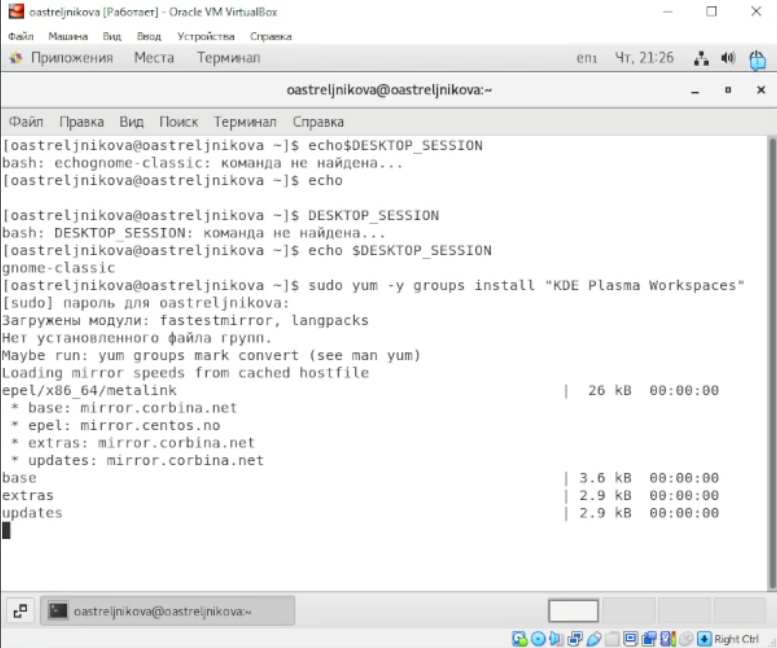 oastreljnikova [Работает] - Oracle VM VirtualBox
Файл Машина Вид Ввод Устройства Справка
Приложения Места Терминал en₁ Чт, 21:26
oastreljnikova@oastreljnikova:~
Файл Правка Вид Поиск Терминал Справка
[oastreljnikova@oastreljnikova ~]$ echo$DESKTOP_SESSION
bash: echognome-classic: команда не найдена...
[oastreljnikova@oastreljnikova ~]$ echo
[oastreljnikova@oastreljnikova ~]$ DESKTOP_SESSION
bash: DESKTOP_SESSION: команда не найдена...
[oastreljnikova@oastreljnikova ~]$ echo $DESKTOP_SESSION
gnome-classic
[oastreljnikova@oastreljnikova ~]$ sudo yum -y groups install "KDE Plasma Workspaces"
[sudo] пароль для oastreljnikova:
Загружены модули: fastestmirror, langpacks
Нет установленного файла групп.
Maybe run: yum groups mark convert (see man yum)
Loading mirror speeds from cached hostfile
epel/x86_64/metalink | 26 kB 00:00:00
* base: mirror.corbina.net
* epel: mirror.centos.no
* extras: mirror.corbina.net
* updates: mirror.corbina.net
base | 3.6 kB 00:00:00
extras | 2.9 kB 00:00:00
updates | 2.9 kB 00:00:00
oastreljnikova@oastreljnikova:~
Right Ctrl